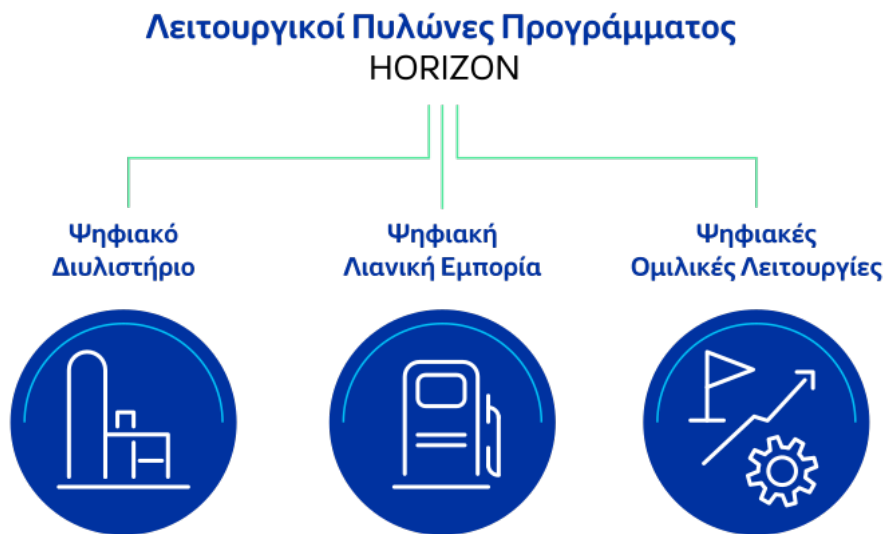 Λειτουργικοί Πυλώνες Προγράμματος
HORIZON
Ψηφιακό
Διυλιστήριο
Ψηφιακή
Λιανική Εμπορία
Ψηφιακές
Ομιλικές Λειτουργίες